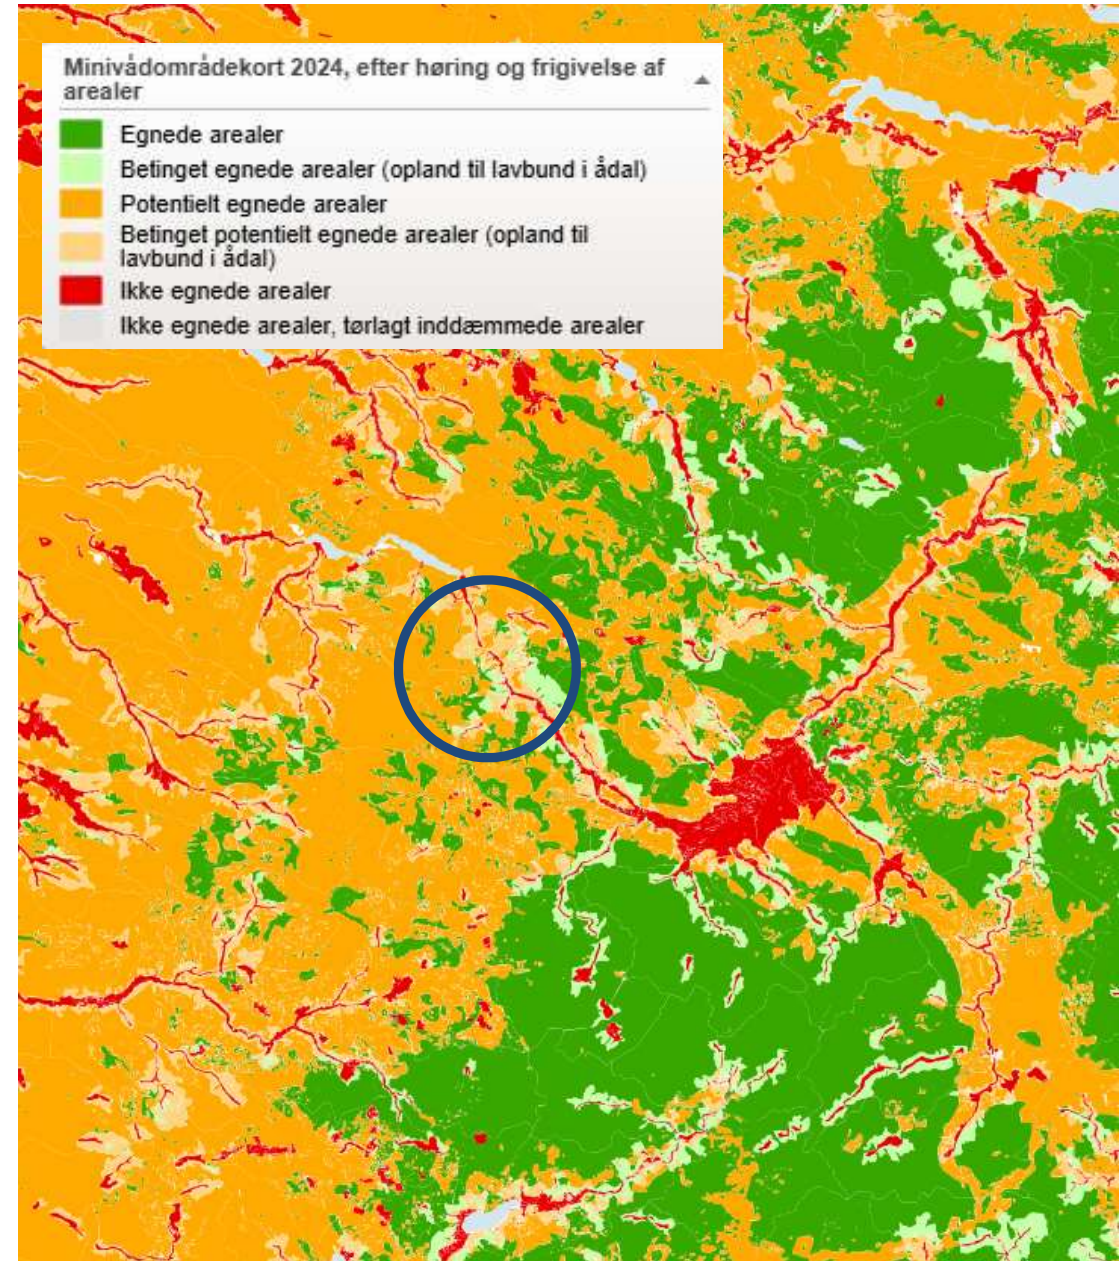 Minivådområdekort 2024, efter høring og frigivelse af
arealer
Egnede arealer
Betinget egnede arealer (opland til lavbund i ådal)
Potentielt egnede arealer
Betinget potentielt egnede arealer (opland til
lavbund i ådal)
Ikke egnede arealer
Ikke egnede arealer, tørlagt inddæmmede arealer